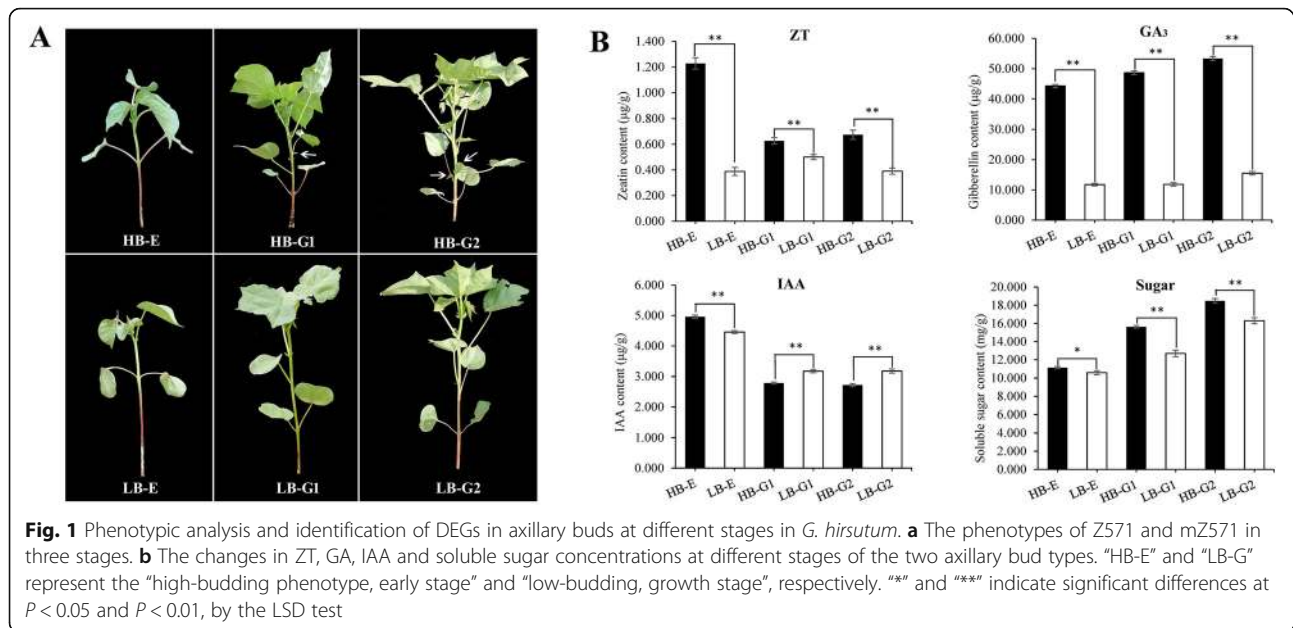 A
HB-E
HB-G1
HB-G2
LB-E
LB-G1
LB-G2
B
ZT
Zeatin content (µg/g)
1.400
1.200
1.000
0.800
0.600
0.400
0.200
0.000
**
**
**
HB-E
LB-E
HB-G1
LB-G1
HB-G2
LB-G2
GA3
Gibberellin content (µg/g)
60.000
50.000
40.000
30.000
20.000
10.000
0.000
**
**
**
HB-E
LB-E
HB-G1
LB-G1
HB-G2
LB-G2
IAA
IAA content (µg/g)
6.000
5.000
4.000
3.000
2.000
1.000
0.000
**
**
**
HB-E
LB-E
HB-G1
LB-G1
HB-G2
LB-G2
Sugar
Soluble sugar content (mg/g)
20.000
18.000
16.000
14.000
12.000
10.000
8.000
6.000
4.000
2.000
0.000
*
**
**
HB-E
LB-E
HB-G1
LB-G1
HB-G2
LB-G2
Fig. 1 Phenotypic analysis and identification of DEGs in axillary buds at different stages in G. hirsutum. a The phenotypes of Z571 and mZ571 in
three stages. b The changes in ZT, GA, IAA and soluble sugar concentrations at different stages of the two axillary bud types. “HB-E” and “LB-G”
represent the “high-budding phenotype, early stage” and “low-budding, growth stage”, respectively. “*” and “**” indicate significant differences at
P < 0.05 and P < 0.01, by the LSD test